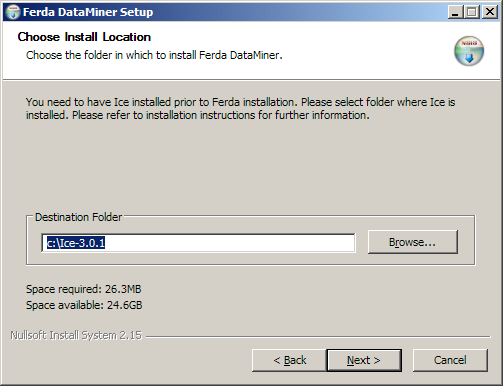 Ferda DataMiner Setup
Choose Install Location
Choose the folder in which to install Ferda DataMiner.
You need to have Ice installed prior to Ferda installation. Please select folder where Ice is
installed. Please refer to installation instructions for further information.
Destination Folder
c:\Ice-3.0.1
Browse...
Space required: 26.3MB
Space available: 24.6GB
Nullsoft Install System 2.15
< Back
Next >
Cancel